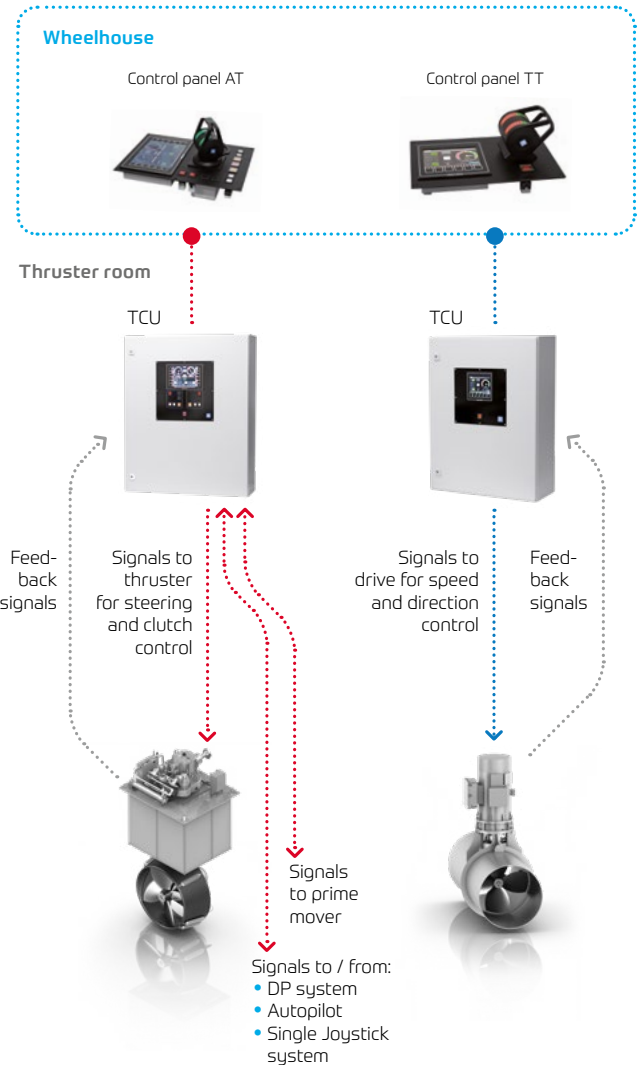 Wheelhouse
Control panel AT
Control panel TT
Thruster room
TCU
TCU
Feed-
back
signals
Signals to
thruster
for steering
and clutch
control
Signals to
drive for speed
and direction
control
Feed-
back
signals
Signals
to prime
mover
Signals to / from:
• DP system
• Autopilot
• Single Joystick
system